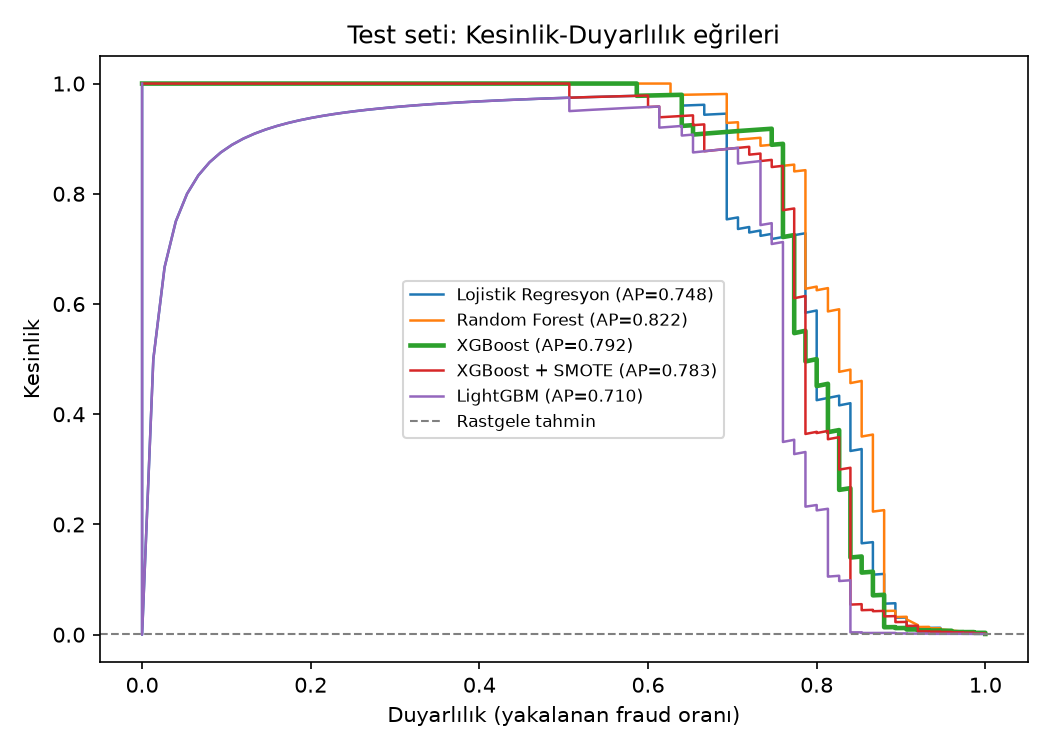 Test seti: Kesinlik-Duyarlılık eğrileri
Kesinlik
1.0
0.8
0.6
0.4
0.2
0.0
Lojistik Regresyon (AP=0.748)
Random Forest (AP=0.822)
XGBoost (AP=0.792)
XGBoost + SMOTE (AP=0.783)
LightGBM (AP=0.710)
Rastgele tahmin
0.0 0.2 0.4 0.6 0.8 1.0
Duyarlılık (yakalanan fraud oranı)